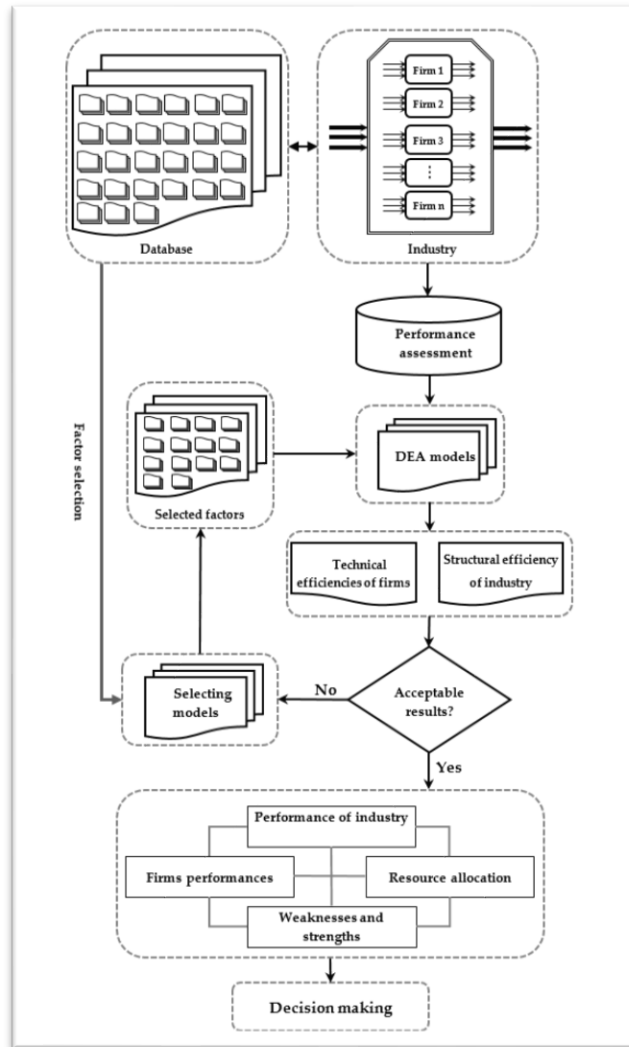 Firm 1
Firm 2
Firm 3
⋮
Firm n
Database
Industry
Performance
assessment
Factor selection
DEA models
Selected factors
Technical
efficiencies of firms
Structural efficiency
of industry
Selecting
models
No
Acceptable
results?
Yes
Performance of industry
Firms performances
Resource allocation
Weaknesses and
strengths
Decision making